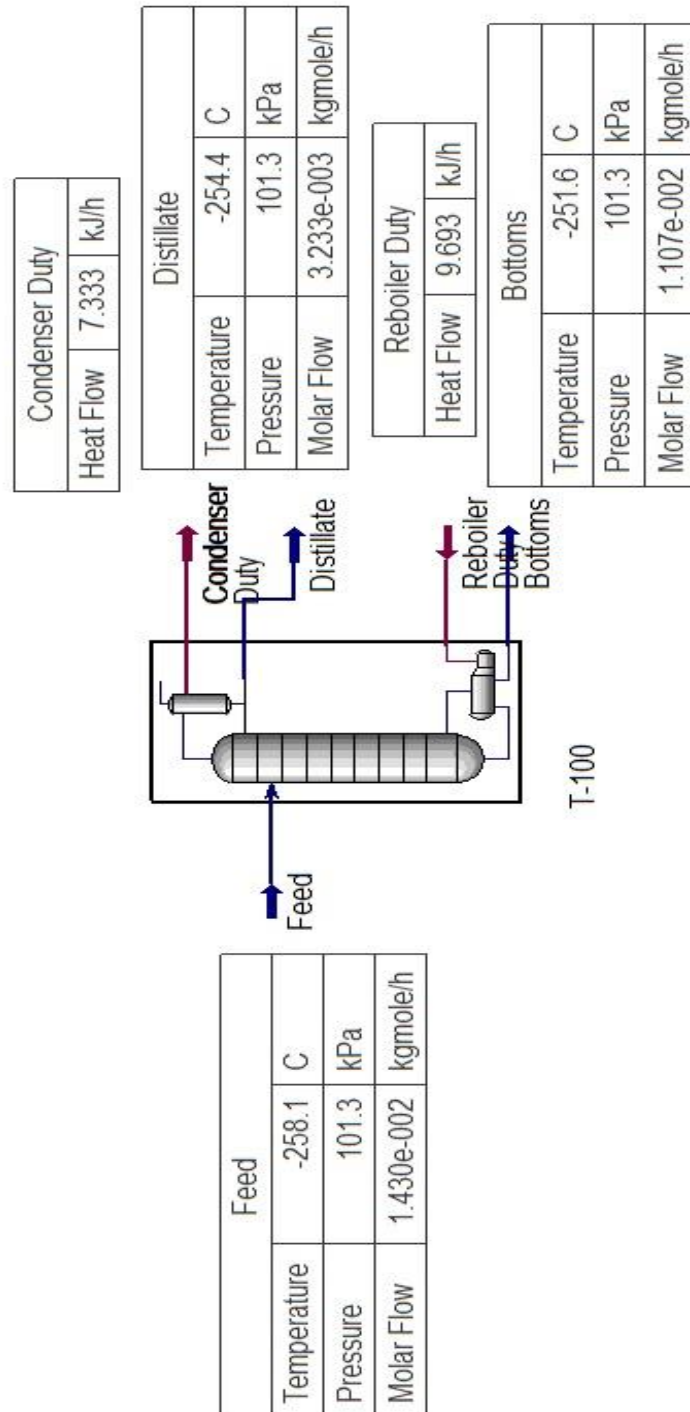 Condenser Duty
Heat Flow 7.333 kJ/h
Distillate
Temperature -254.4 C
Pressure 101.3 kPa
Molar Flow 3.233e-003 kgmole/h
Reboiler Duty
Heat Flow 9.693 kJ/h
Bottoms
Temperature -251.6 C
Pressure 101.3 kPa
Molar Flow 1.107e-002 kgmole/h
Condenser
Duty
Distillate
Reboiler
Duty
Bottoms
T-100
Feed
Feed
Temperature -258.1 C
Pressure 101.3 kPa
Molar Flow 1.430e-002 kgmole/h